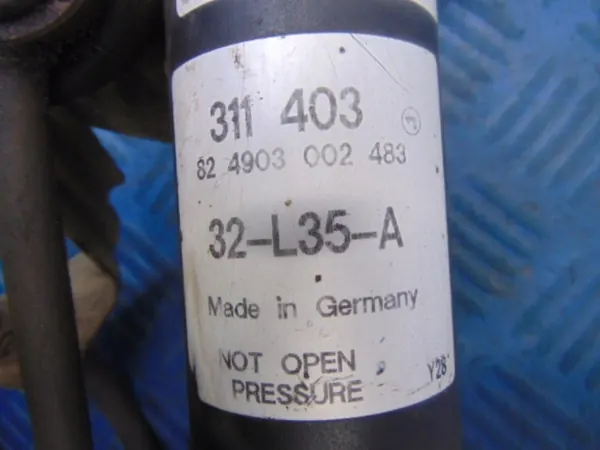 311 403
82 4903 002 483
32-L35-A
Made in Germany
NOT OPEN
PRESSURE
Y28